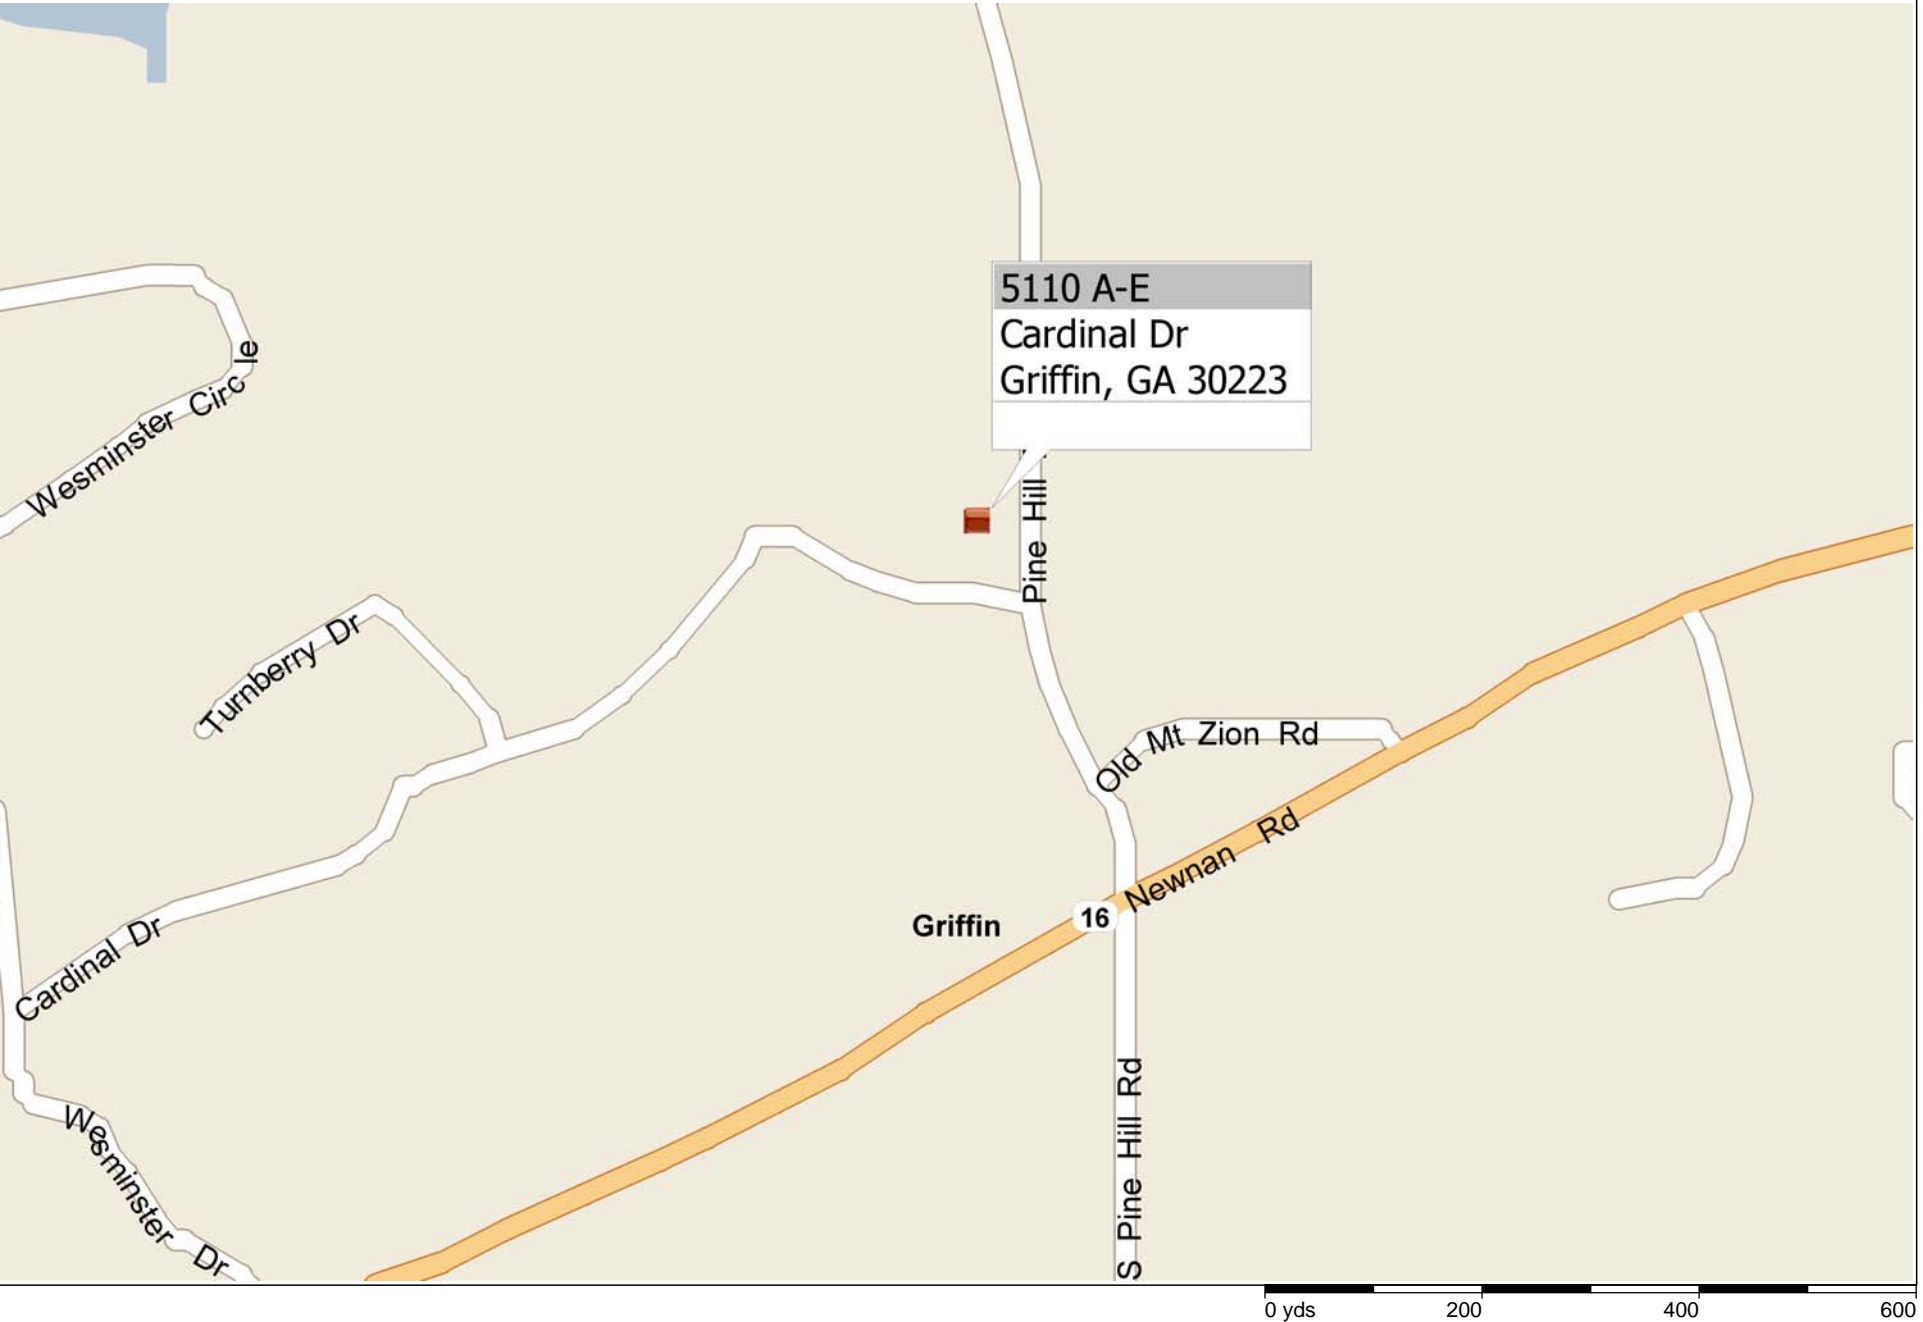 5110 A-E
Cardinal Dr
Griffin, GA 30223
Wesminster Circle
Pine Hill
Turnberry Dr
Old Mt Zion Rd
Newnan Rd
16
Griffin
Cardinal Dr
S Pine Hill Rd
Wesminster Dr
0 yds 200 400 600